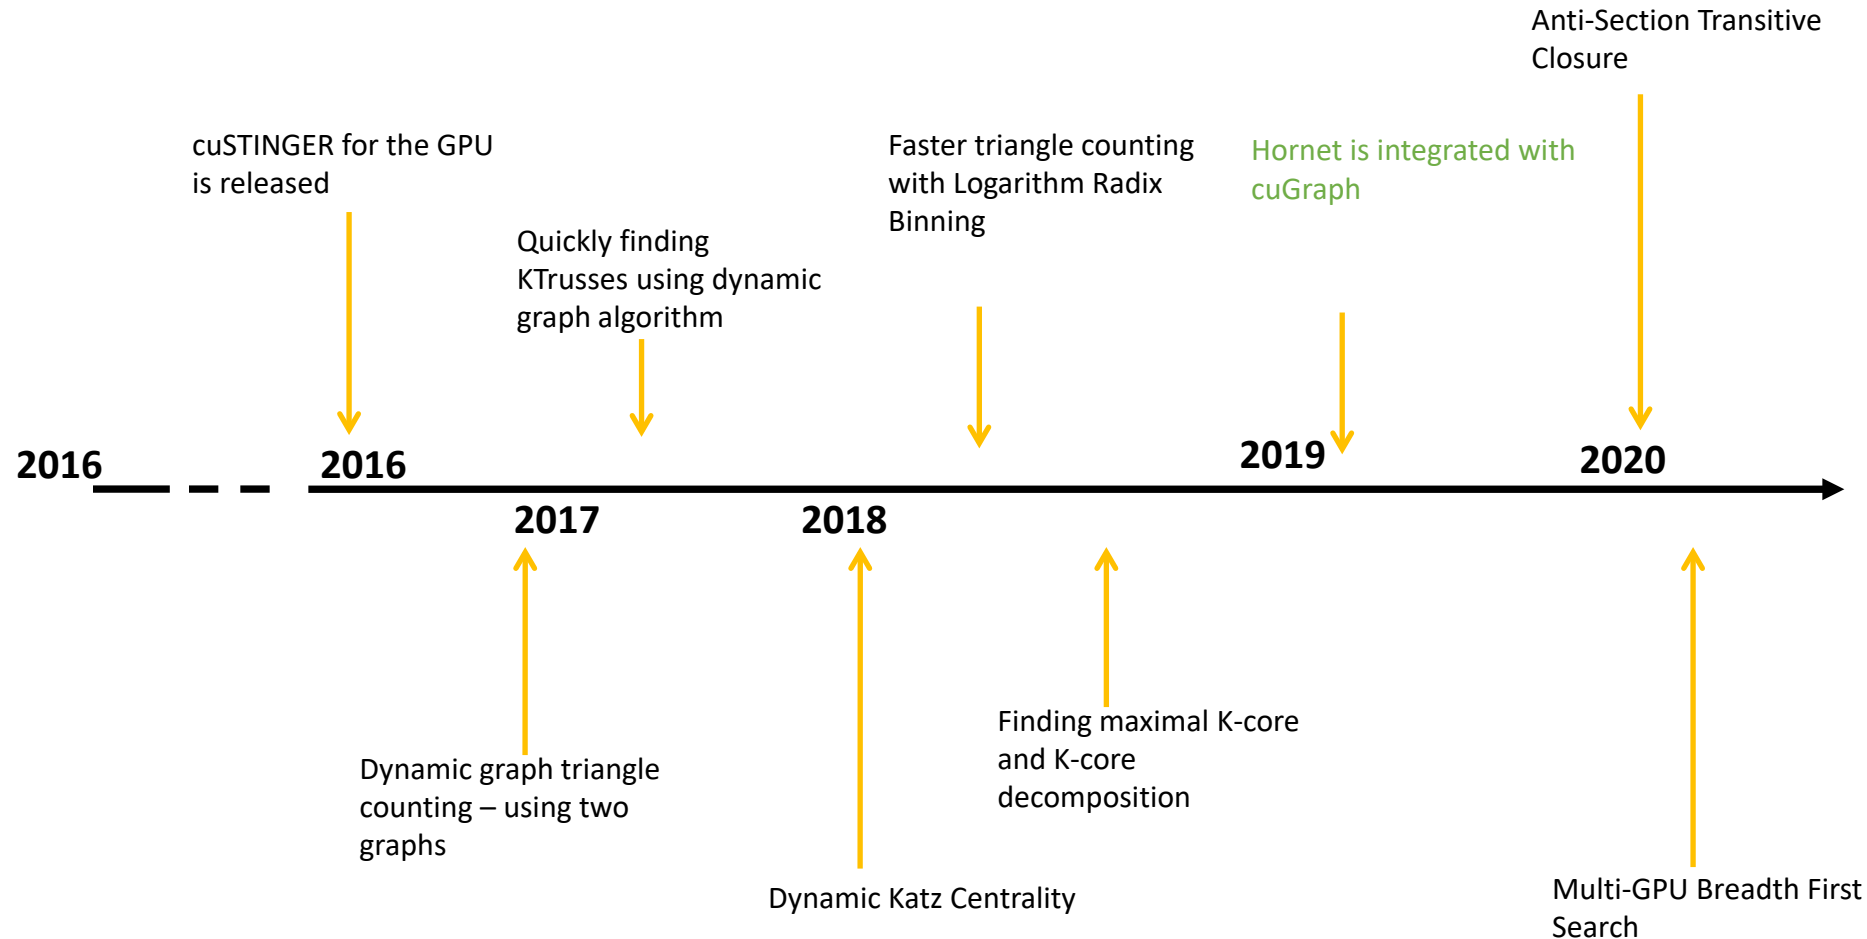 Anti-Section Transitive
Closure
cuSTINGER for the GPU
is released
Faster triangle counting
with Logarithm Radix
Binning
Hornet is integrated with
cuGraph
Quickly finding
KTrusses using dynamic
graph algorithm
2016
2016
2019
2020
2017
2018
Dynamic graph triangle
counting – using two
graphs
Finding maximal K-core
and K-core
decomposition
Dynamic Katz Centrality
Multi-GPU Breadth First
Search